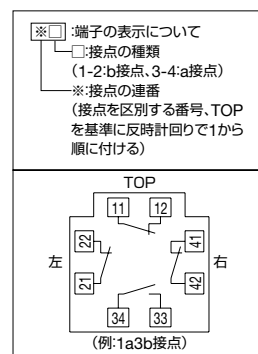 ※□:端子の表示について
□:接点の種類
(1-2:b接点、3-4:a接点)
※:接点の連番
(接点を区別する番号、TOP
を基準に反時計回りで1から
順に付ける)
TOP
11 12
22 41
左 右
21 42
34 33
(例:1a3b接点)